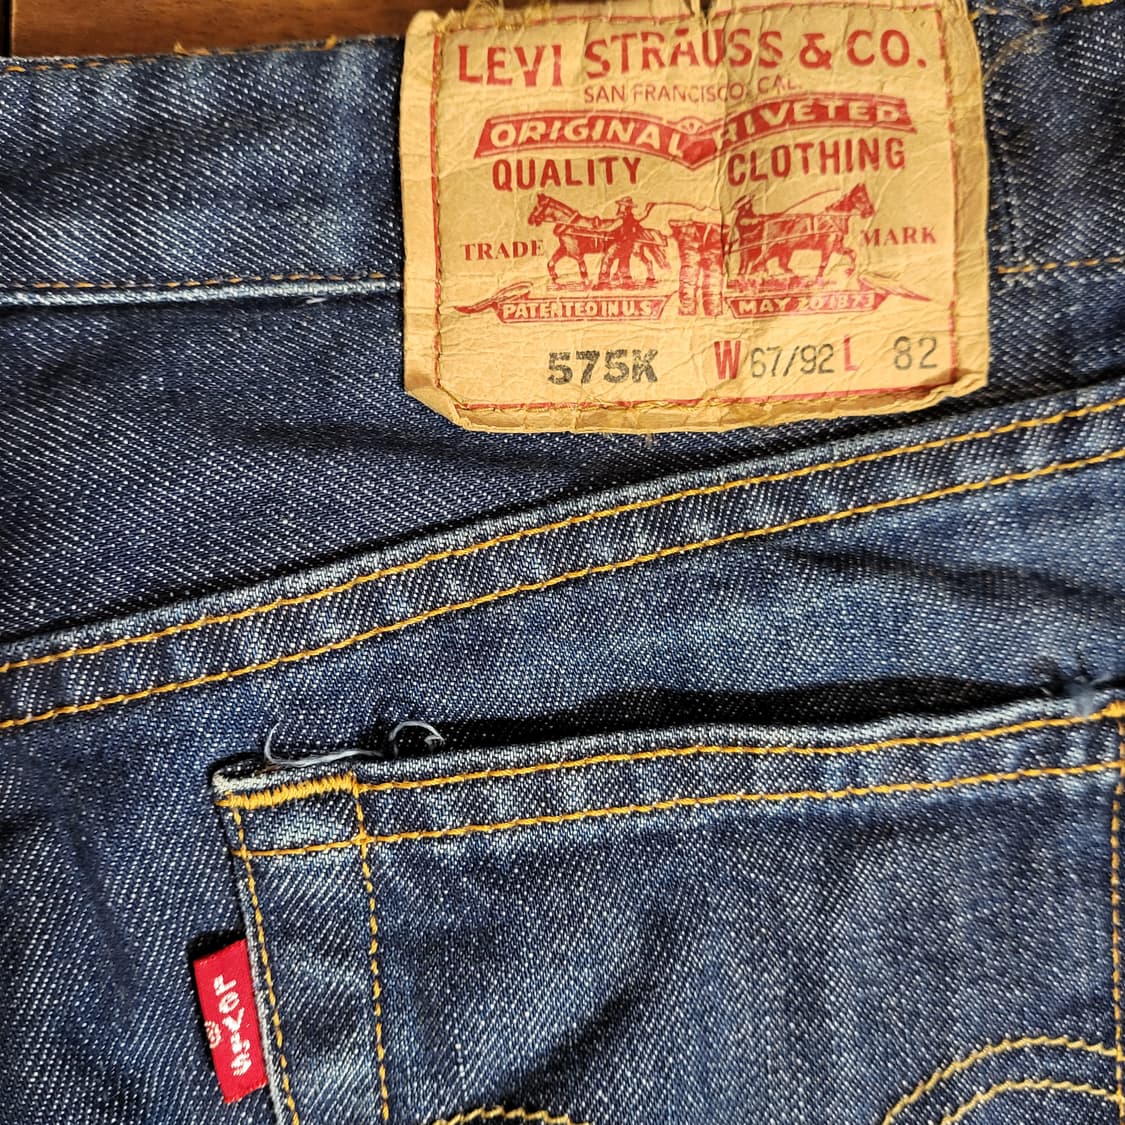 LEVI STRAUSS & CO.
SAN FRANCISCO, CAL.
ORIGINAL RIVETED
QUALITY CLOTHING
TRADE MARK
PATENTED IN U.S. MAY 20 1873
575K W 67/92 L 82
LEVI'S
®